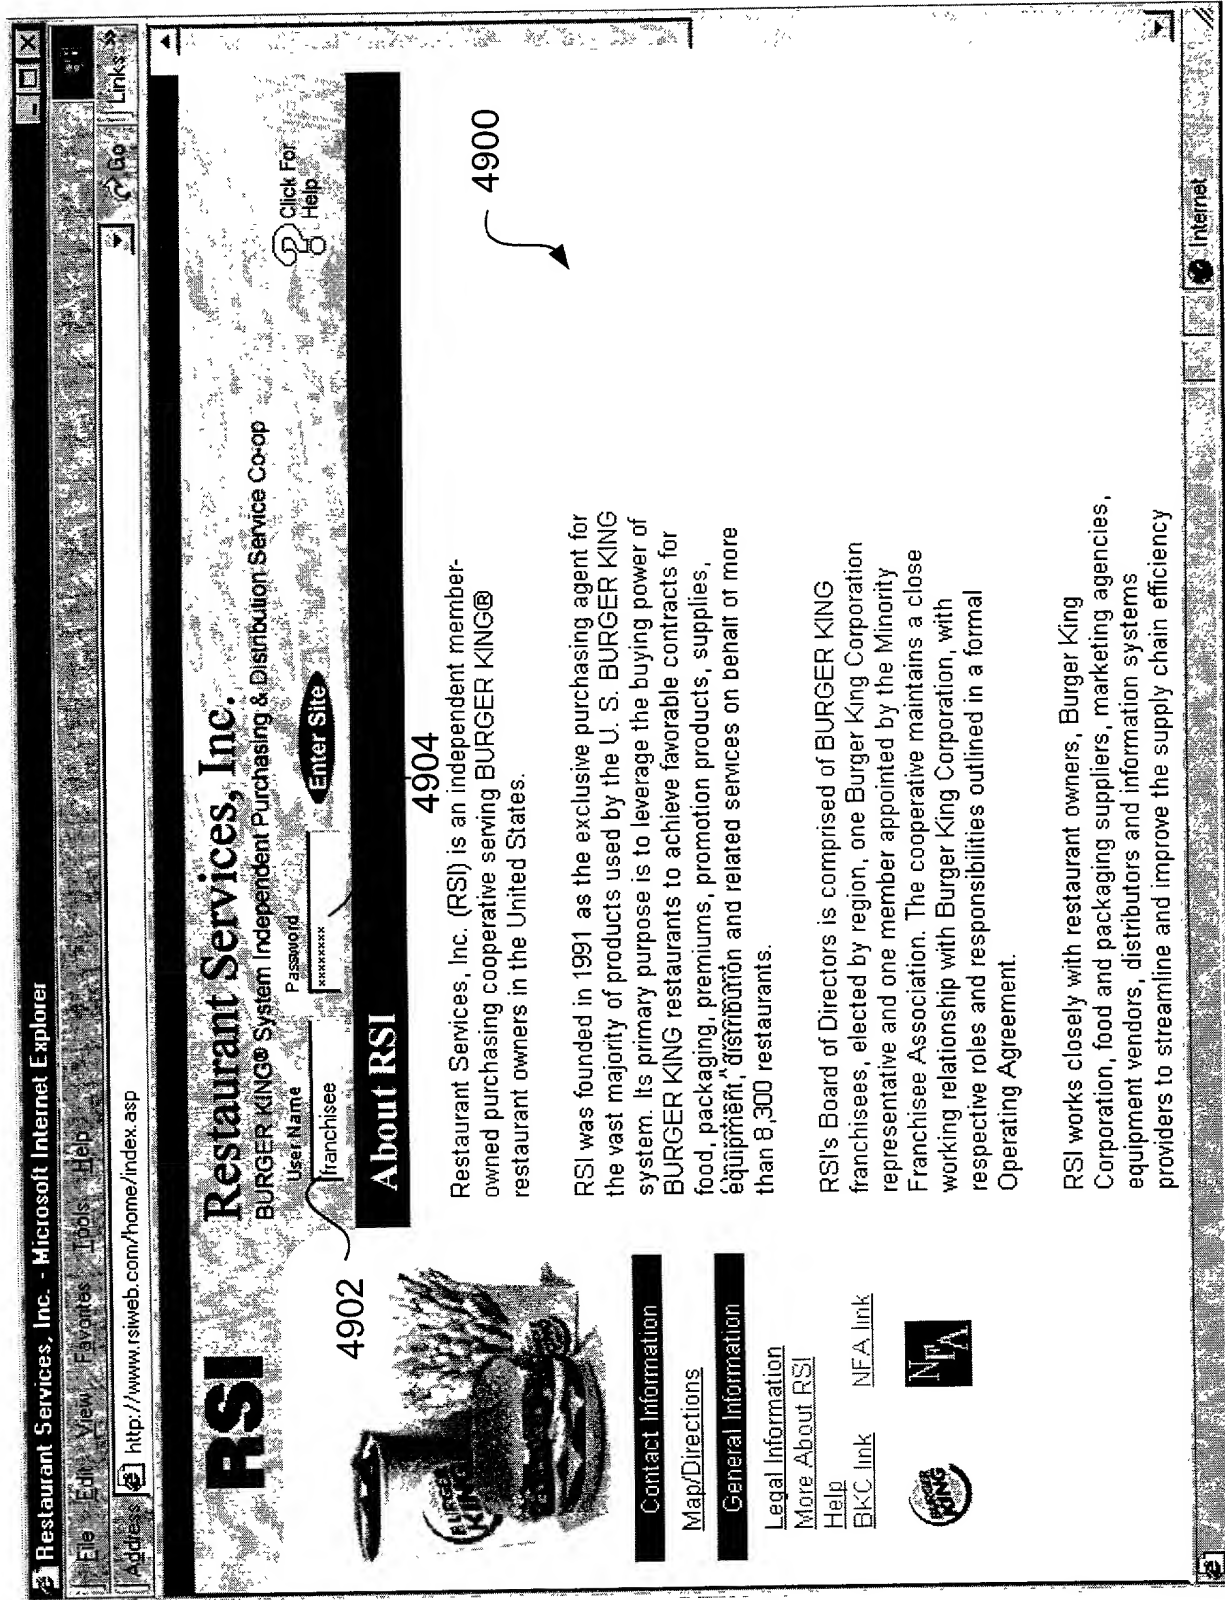 Restaurant Services, Inc. - Microsoft Internet Explorer
File Edit View Favorites Tools Help
Address http://www.rsiweb.com/home/index.asp Go Links »
RSI
Restaurant Services, Inc.
BURGER KING® System Independent Purchasing & Distribution Service Co-op
User Name Password
franchisee ******** Enter Site
Click For
Help
4902
4904
4900
About RSI
BURGER
KING
Contact Information
Map/Directions
General Information
Legal Information
More About RSI
Help
BKC link NFA link
BURGER
KING
NFA
Restaurant Services, Inc. (RSI) is an independent member-
owned purchasing cooperative serving BURGER KING®
restaurant owners in the United States.
RSI was founded in 1991 as the exclusive purchasing agent for
the vast majority of products used by the U. S. BURGER KING
system. Its primary purpose is to leverage the buying power of
BURGER KING restaurants to achieve favorable contracts for
food, packaging, premiums, promotion products, supplies,
equipment, distribution and related services on behalf of more
than 8,300 restaurants.
RSI's Board of Directors is comprised of BURGER KING
franchisees, elected by region, one Burger King Corporation
representative and one member appointed by the Minority
Franchisee Association. The cooperative maintains a close
working relationship with Burger King Corporation, with
respective roles and responsibilities outlined in a formal
Operating Agreement.
RSI works closely with restaurant owners, Burger King
Corporation, food and packaging suppliers, marketing agencies,
equipment vendors, distributors and information systems
providers to streamline and improve the supply chain efficiency
Internet